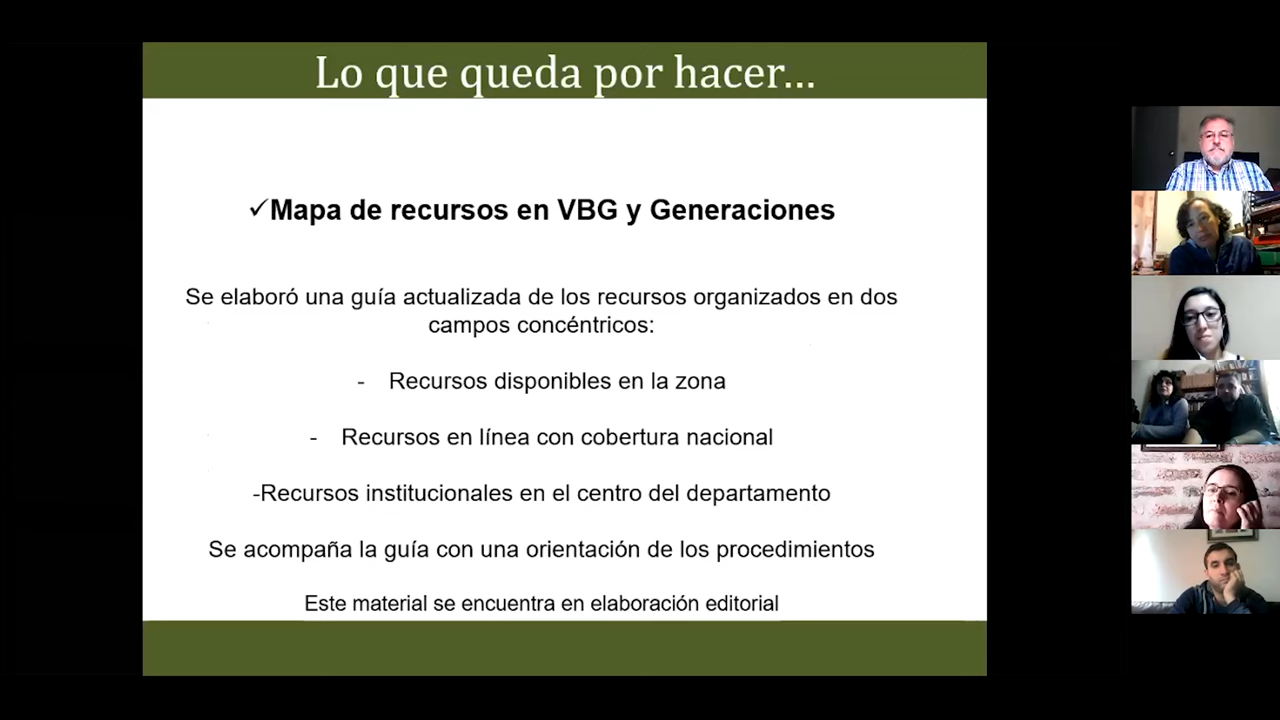 Lo que queda por hacer...
✓Mapa de recursos en VBG y Generaciones
Se elaboró una guía actualizada de los recursos organizados en dos
campos concéntricos:
- Recursos disponibles en la zona
- Recursos en línea con cobertura nacional
-Recursos institucionales en el centro del departamento
Se acompaña la guía con una orientación de los procedimientos
Este material se encuentra en elaboración editorial